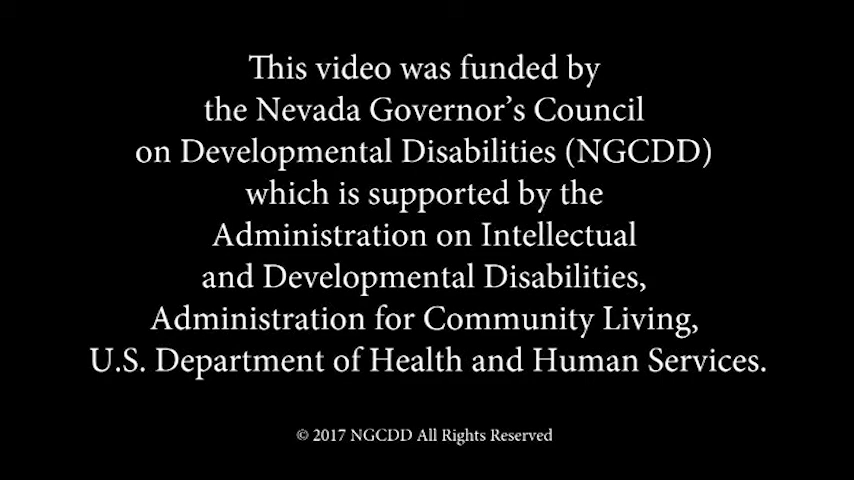 This video was funded by
the Nevada Governor’s Council
on Developmental Disabilities (NGCDD)
which is supported by the
Administration on Intellectual
and Developmental Disabilities,
Administration for Community Living,
U.S. Department of Health and Human Services.
© 2017 NGCDD All Rights Reserved